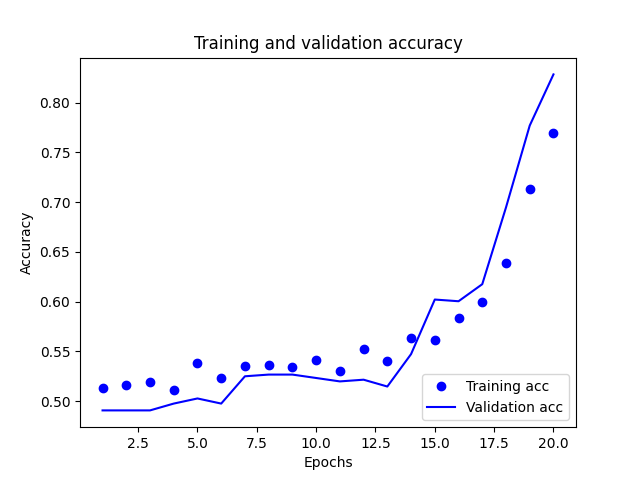 Training and validation accuracy
0.80
0.75
0.70
0.65
0.60
0.55
0.50
Accuracy
2.5 5.0 7.5 10.0 12.5 15.0 17.5 20.0
Epochs
Training acc
Validation acc